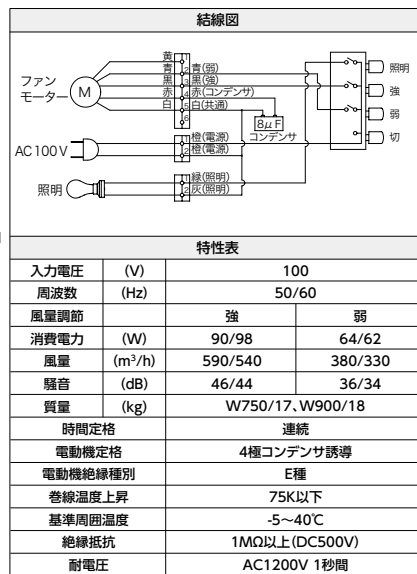 結線図
黄 1
青 2 青(弱)
黒 3 黒(強)
赤 4 赤(コンデンサ)
白 5 白(共通)
6
ファン
モーター
M
8μF
コンデンサ
AC100V
1 橙(電源)
2 橙(電源)
照明
1 緑(照明)
2 灰(照明)
照明
強
弱
切
特性表
入力電圧 (V) 100
周波数 (Hz) 50/60
風量調節 強 弱
消費電力 (W) 90/98 64/62
風量 (m³/h) 590/540 380/330
騒音 (dB) 46/44 36/34
質量 (kg) W750/17、W900/18
時間定格 連続
電動機定格 4極コンデンサ誘導
電動機絶縁種別 E種
巻線温度上昇 75K以下
基準周囲温度 -5〜40℃
絶縁抵抗 1MΩ以上(DC500V)
耐電圧 AC1200V 1秒間